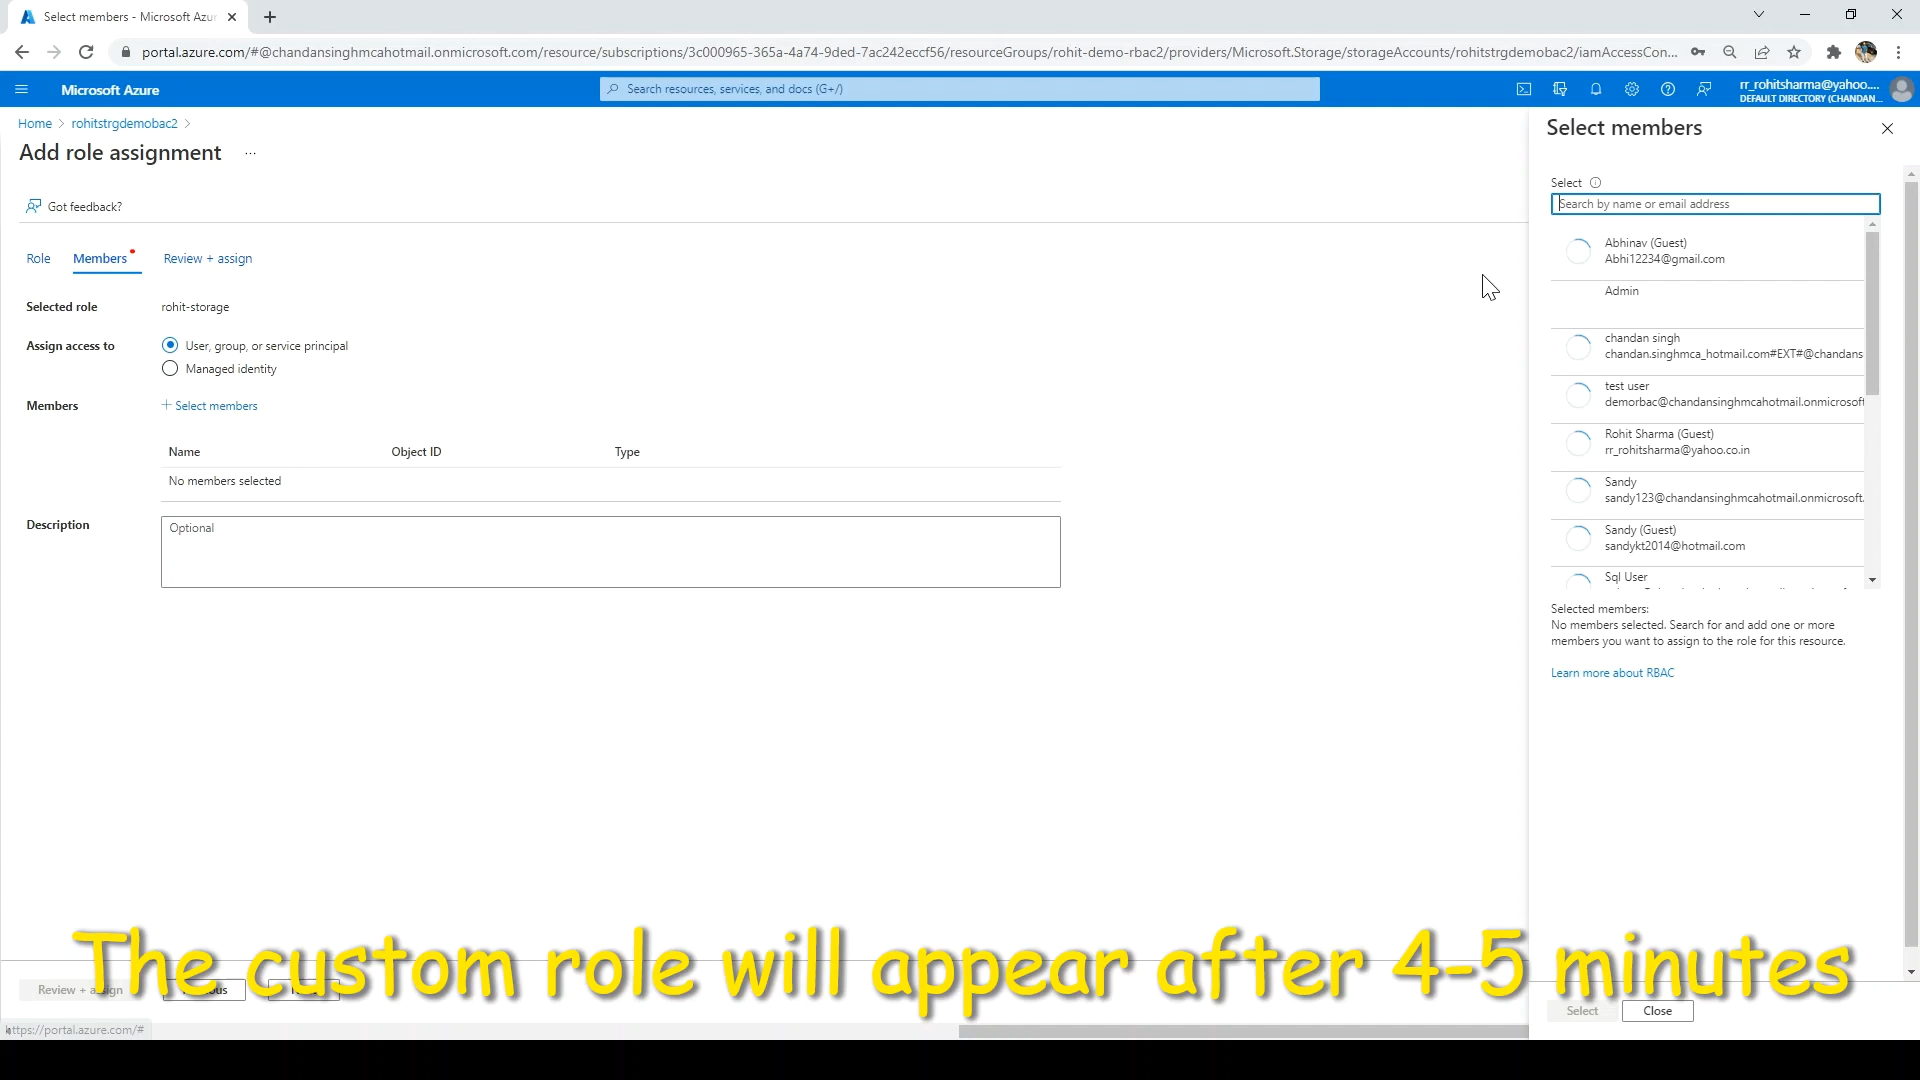 Select members - Microsoft Azur
portal.azure.com/#@chandansinghmcahotmail.onmicrosoft.com/resource/subscriptions/3c000965-365a-4a74-9ded-7ac242eccf56/resourceGroups/rohit-demo-rbac2/providers/Microsoft.Storage/storageAccounts/rohitstrgdemobac2/iamAccessCon...
Microsoft Azure
Search resources, services, and docs (G+/)
rr_rohitsharma@yahoo....
DEFAULT DIRECTORY (CHANDAN...
Home > rohitstrgdemobac2 >
Add role assignment ...
Got feedback?
Role Members Review + assign
Selected role rohit-storage
Assign access to User, group, or service principal
Managed identity
Members + Select members
Name Object ID Type
No members selected
Description Optional
Select members
Select
Search by name or email address
Abhinav (Guest)
Abhi12234@gmail.com
Admin
chandan singh
chandan.singhmca_hotmail.com#EXT#@chandans
test user
demorbac@chandansinghmcahotmail.onmicrosoft
Rohit Sharma (Guest)
rr_rohitsharma@yahoo.co.in
Sandy
sandy123@chandansinghmcahotmail.onmicrosoft.
Sandy (Guest)
sandykt2014@hotmail.com
Sql User
Selected members:
No members selected. Search for and add one or more
members you want to assign to the role for this resource.
Learn more about RBAC
The custom role will appear after 4-5 minutes
Review +
Select Close
https://portal.azure.com/#